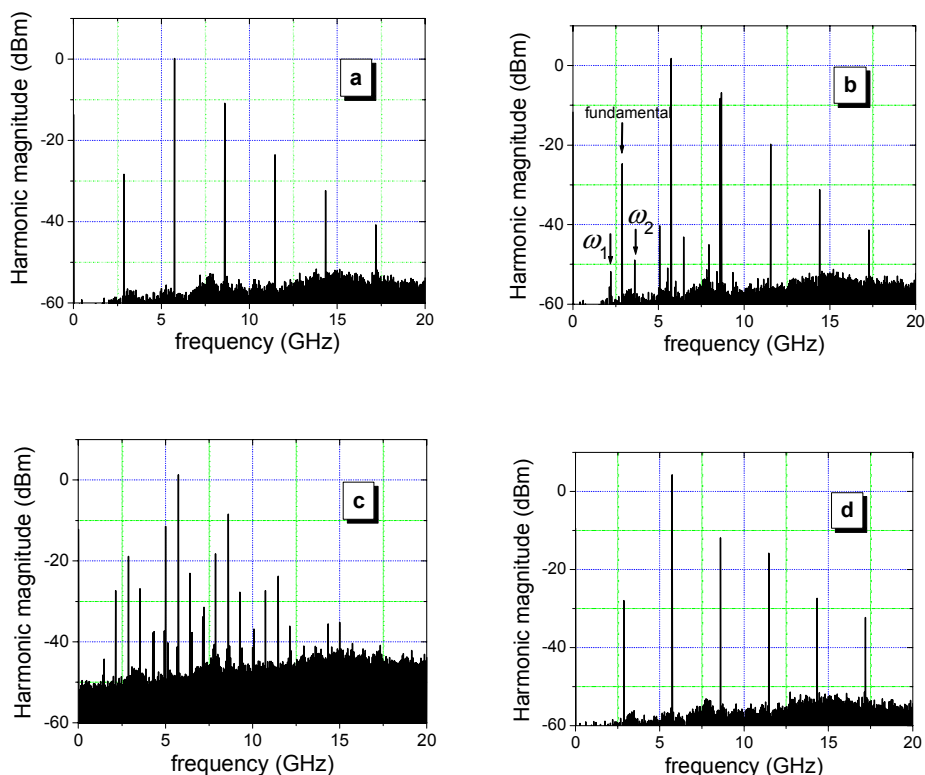 Harmonic magnitude (dBm)
0
-20
-40
-60
a
0 5 10 15 20
frequency (GHz)
Harmonic magnitude (dBm)
0
-20
-40
-60
b
fundamental
ω1
ω2
0 5 10 15 20
frequency (GHz)
Harmonic magnitude (dBm)
0
-20
-40
-60
c
0 5 10 15 20
frequency (GHz)
Harmonic magnitude (dBm)
0
-20
-40
-60
d
0 5 10 15 20
frequency (GHz)